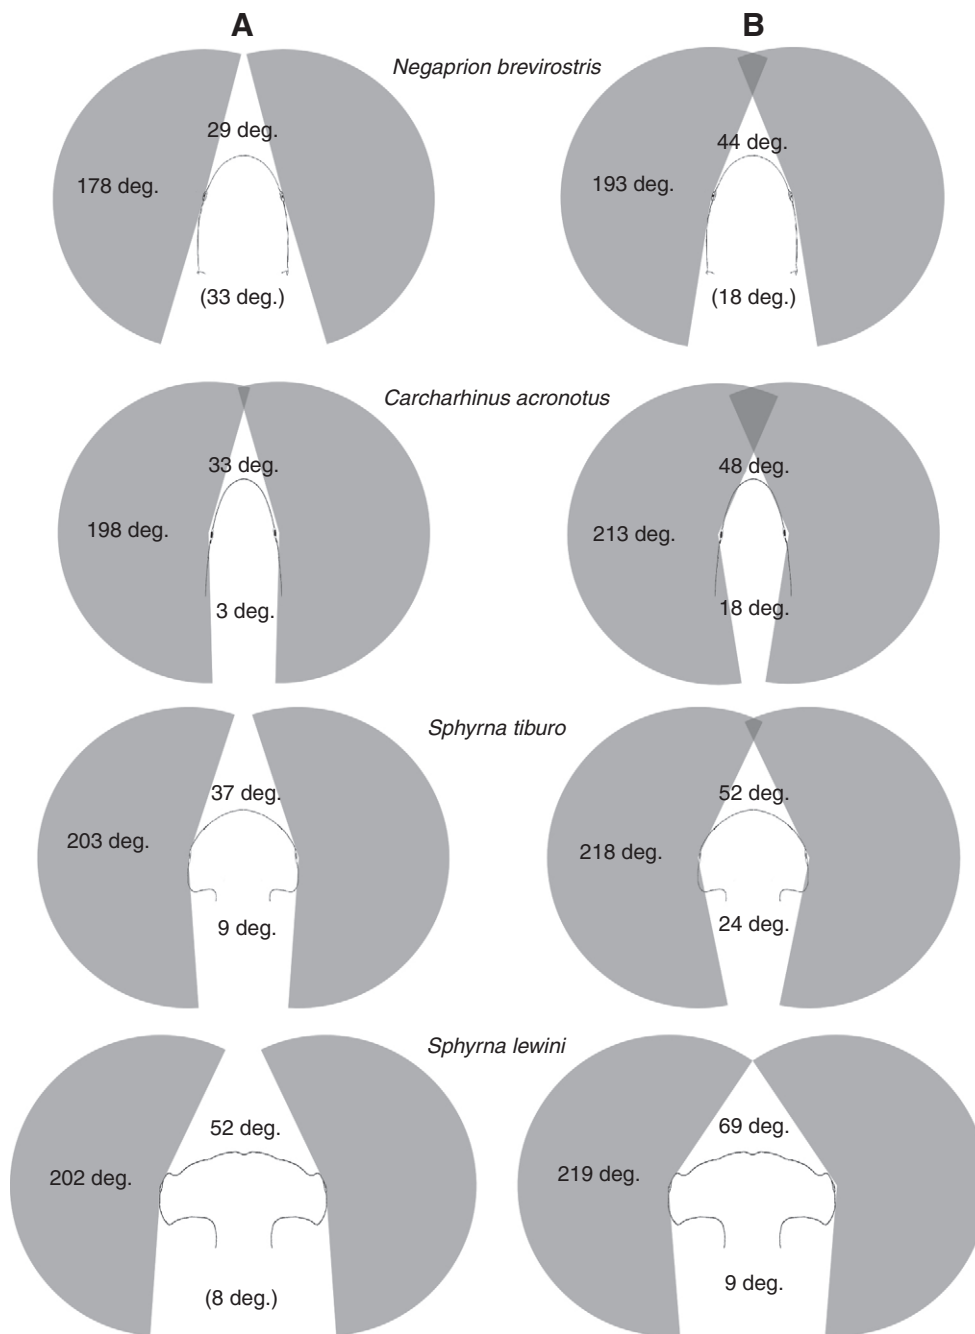 A B
Negaprion brevirostris
29 deg. 44 deg.
178 deg. 193 deg.
(33 deg.) (18 deg.)
Carcharhinus acronotus
33 deg. 48 deg.
198 deg. 213 deg.
3 deg. 18 deg.
Sphyrna tiburo
37 deg. 52 deg.
203 deg. 218 deg.
9 deg. 24 deg.
Sphyrna lewini
52 deg. 69 deg.
202 deg. 219 deg.
(8 deg.) 9 deg.